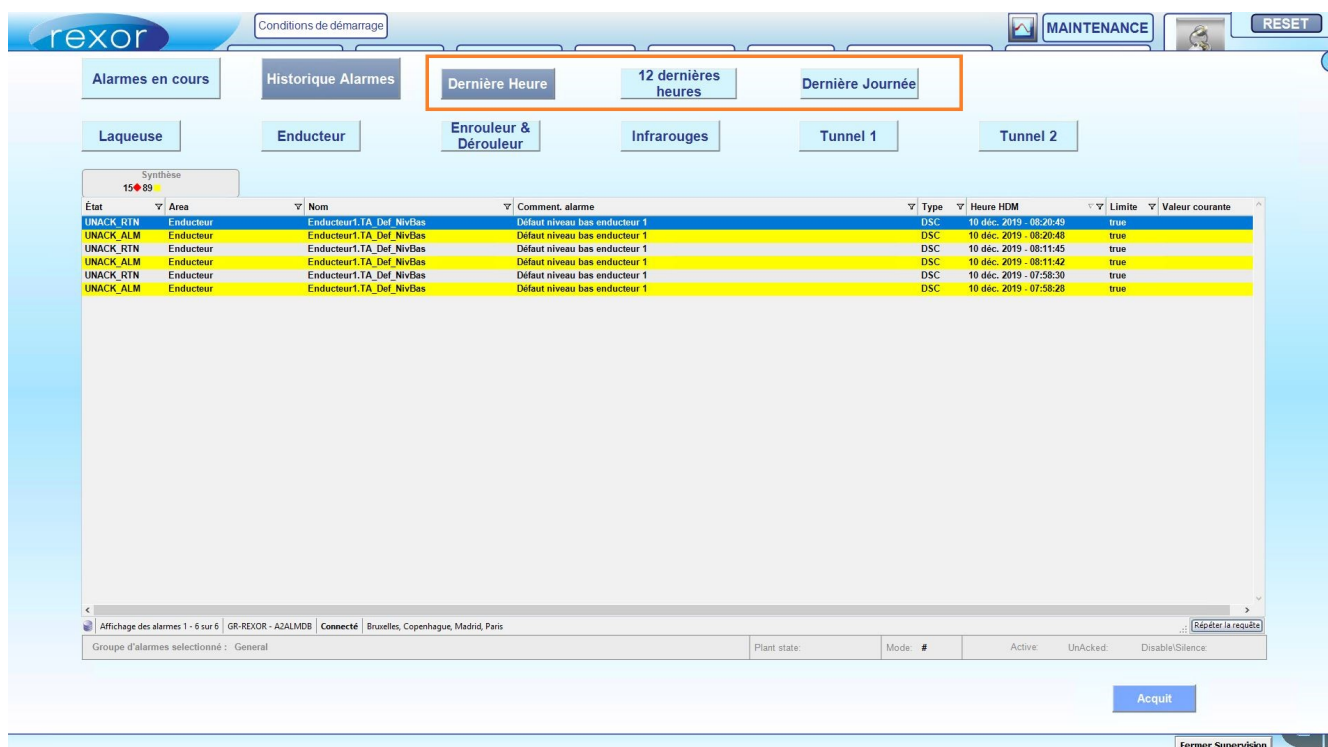 rexor
Conditions de démarrage
MAINTENANCE
RESET
Alarmes en cours
Historique Alarmes
Dernière Heure
12 dernières
heures
Dernière Journée
Laqueuse
Enducteur
Enrouleur &
Dérouleur
Infrarouges
Tunnel 1
Tunnel 2
Synthèse
15 89
État Area Nom Comment. alarme Type Heure HDM Limite Valeur courante
UNACK_RTN Enducteur Enducteur1.TA_Def_NivBas Défaut niveau bas enducteur 1 DSC 10 déc. 2019 - 08:20:49 true
UNACK_ALM Enducteur Enducteur1.TA_Def_NivBas Défaut niveau bas enducteur 1 DSC 10 déc. 2019 - 08:20:48 true
UNACK_RTN Enducteur Enducteur1.TA_Def_NivBas Défaut niveau bas enducteur 1 DSC 10 déc. 2019 - 08:11:45 true
UNACK_ALM Enducteur Enducteur1.TA_Def_NivBas Défaut niveau bas enducteur 1 DSC 10 déc. 2019 - 08:11:42 true
UNACK_RTN Enducteur Enducteur1.TA_Def_NivBas Défaut niveau bas enducteur 1 DSC 10 déc. 2019 - 07:58:30 true
UNACK_ALM Enducteur Enducteur1.TA_Def_NivBas Défaut niveau bas enducteur 1 DSC 10 déc. 2019 - 07:58:28 true
Affichage des alarmes 1 - 6 sur 6 GR-REXOR - A2ALMDB Connecté Bruxelles, Copenhague, Madrid, Paris Répéter la requête
Groupe d'alarmes selectionné : General Plant state: Mode: # Active: UnAcked: Disable\Silence:
Acquit
Fermer Supervision